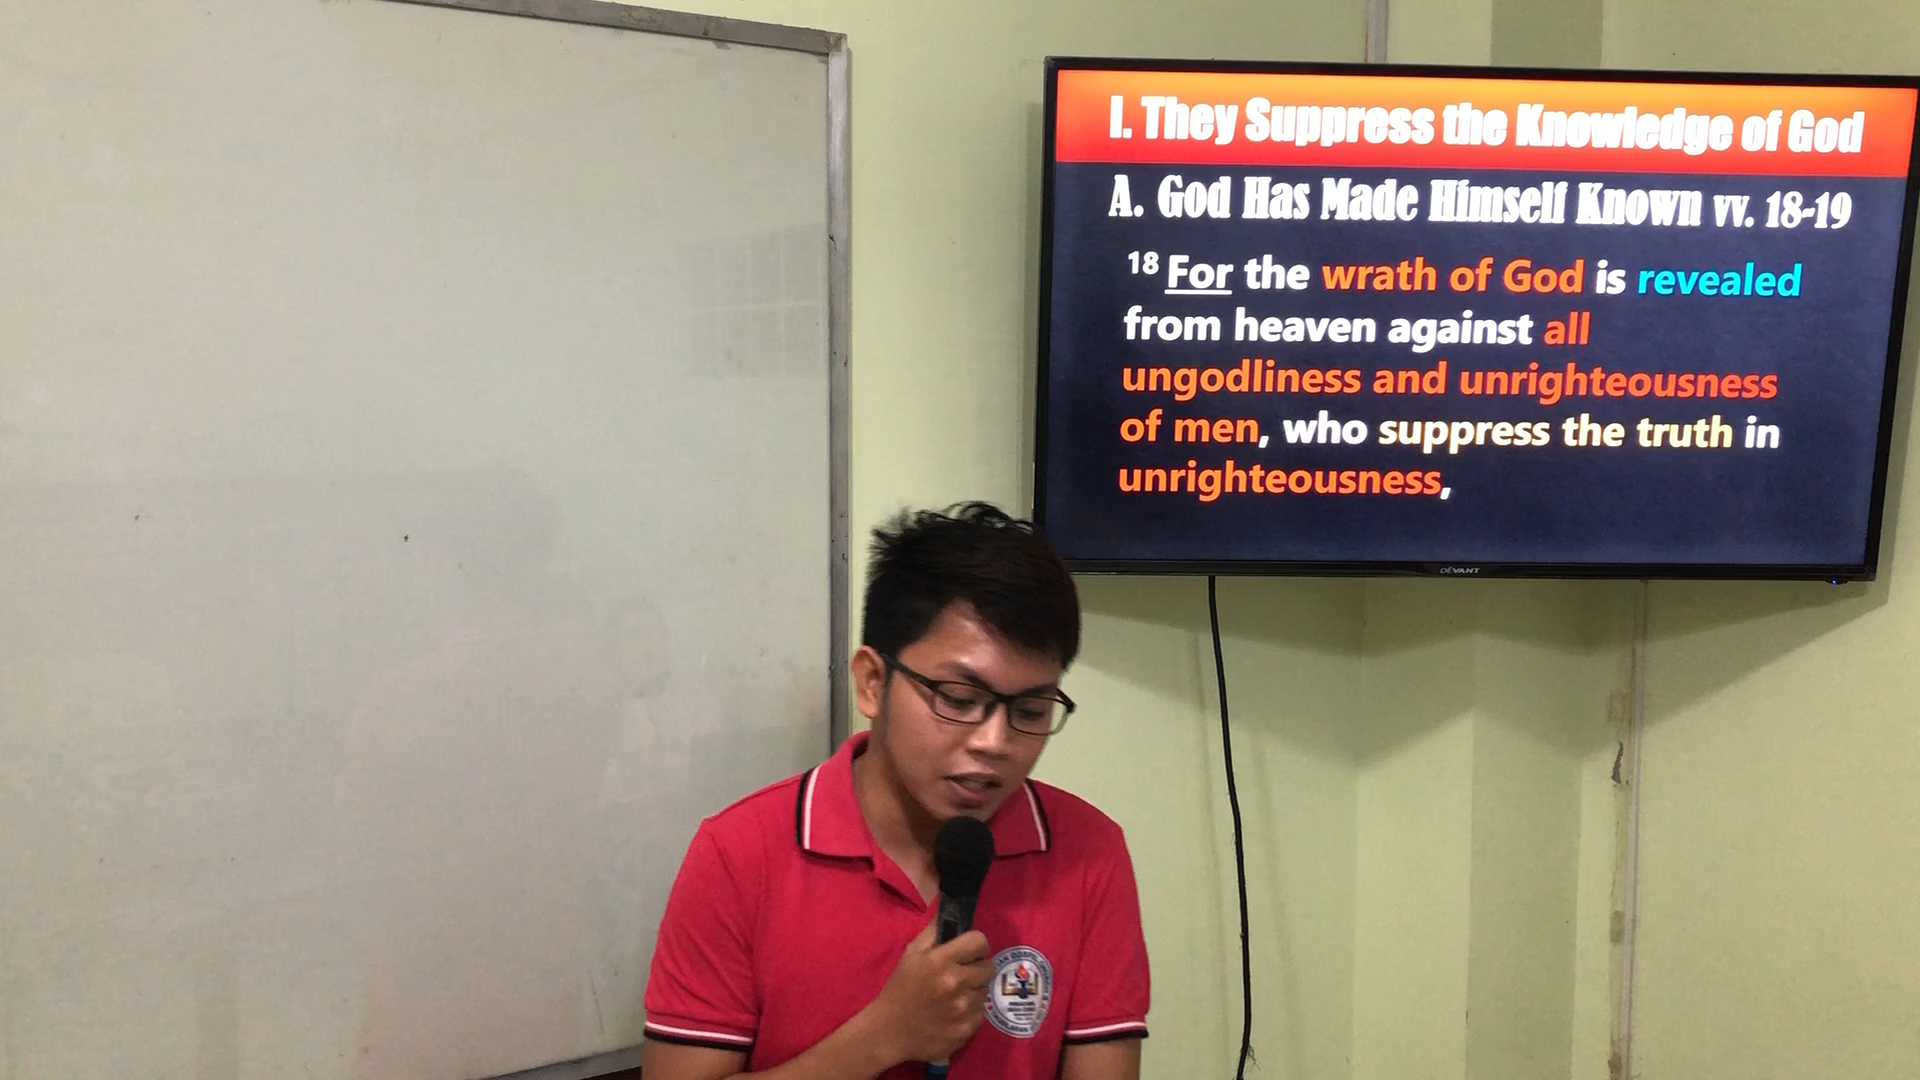 I. They Suppress the Knowledge of God
A. God Has Made Himself Known vv. 18-19
18 For the wrath of God is revealed
from heaven against all
ungodliness and unrighteousness
of men, who suppress the truth in
unrighteousness,
DEVANT